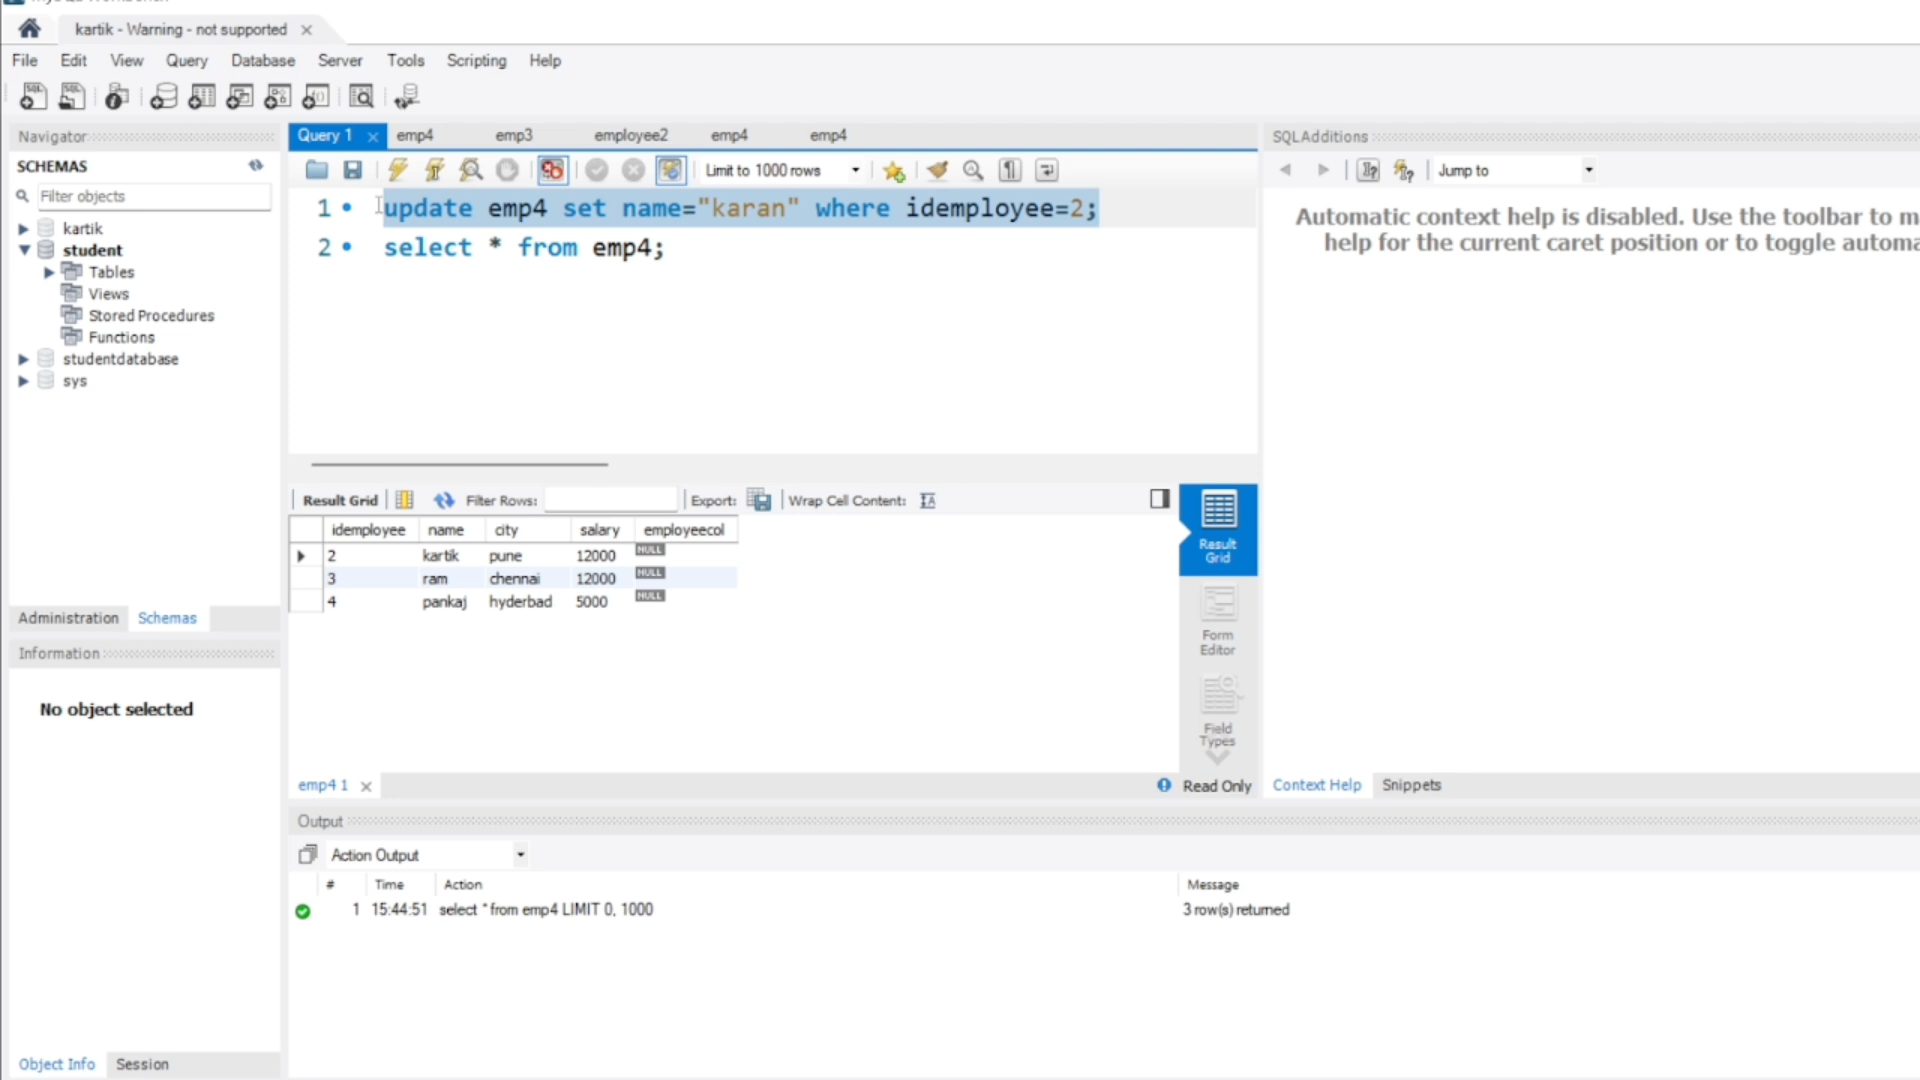 kartik - Warning - not supported
File Edit View Query Database Server Tools Scripting Help
Navigator
SCHEMAS
Filter objects
kartik
student
Tables
Views
Stored Procedures
Functions
studentdatabase
sys
Administration Schemas
Information
No object selected
Object Info Session
Query 1 emp4 emp3 employee2 emp4 emp4
Limit to 1000 rows
1 update emp4 set name="karan" where idemployee=2;
2 select * from emp4;
Result Grid Filter Rows: Export: Wrap Cell Content:
idemployee name city salary employeecol
2 kartik pune 12000 NULL
3 ram chennai 12000 NULL
4 pankaj hyderbad 5000 NULL
Result
Grid
Form
Editor
Field
Types
emp4 1 Read Only
SQLAdditions
Jump to
Automatic context help is disabled. Use the toolbar to m
help for the current caret position or to toggle automa
Context Help Snippets
Output
Action Output
# Time Action Message
1 15:44:51 select * from emp4 LIMIT 0, 1000 3 row(s) returned